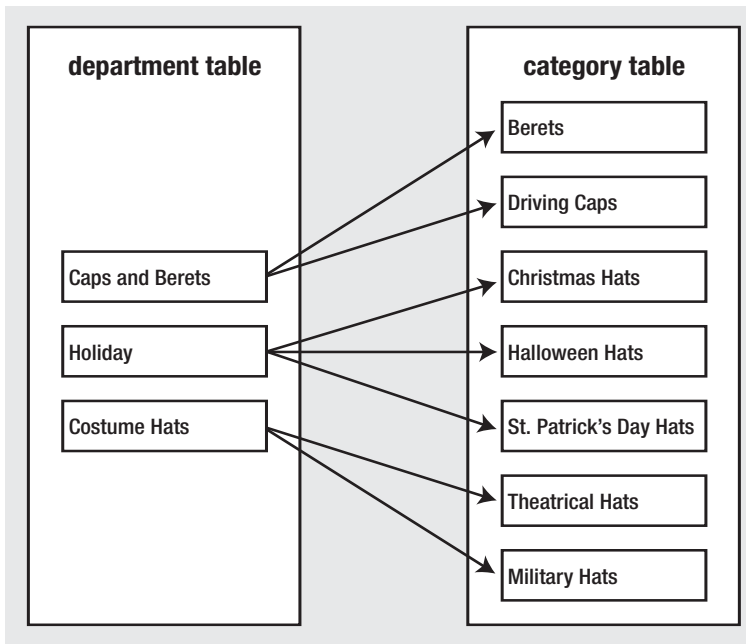 department table
Caps and Berets
Holiday
Costume Hats
category table
Berets
Driving Caps
Christmas Hats
Halloween Hats
St. Patrick's Day Hats
Theatrical Hats
Military Hats